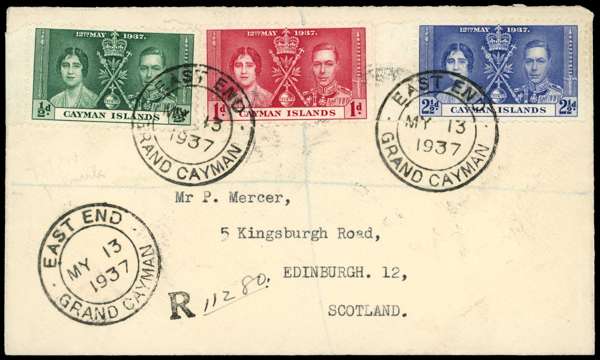 12TH MAY 1937.
CAYMAN ISLANDS
½d
12TH MAY 1937.
CAYMAN ISLANDS
1d 1d
12TH MAY 1937.
CAYMAN ISLANDS
2½d 2½d
EAST END
MY 13
1937
GRAND CAYMAN
EAST END
MY 13
1937
GRAND CAYMAN
Mr P. Mercer,
5 Kingsburgh Road,
EDINBURGH. 12,
SCOTLAND.
EAST END
MY 13
1937
GRAND CAYMAN
R 11280.